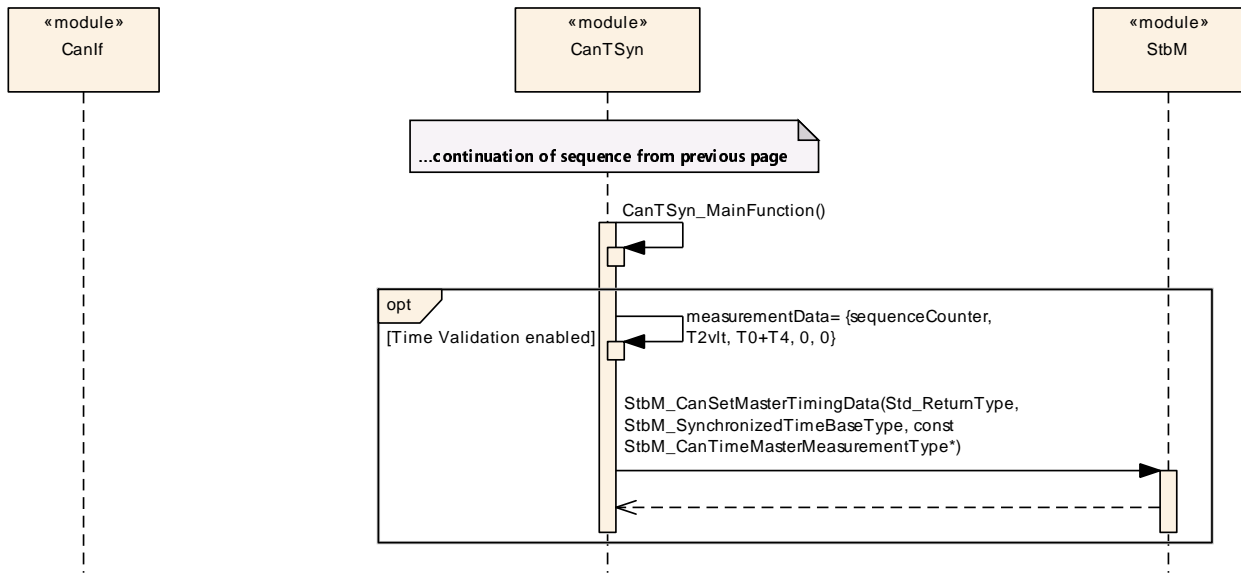 «module»
CanIf
«module»
CanTSyn
«module»
StbM
...continuation of sequence from previous page
CanTSyn_MainFunction()
opt
[Time Validation enabled]
measurementData= {sequenceCounter,
T2vlt, T0+T4, 0, 0}
StbM_CanSetMasterTimingData(Std_ReturnType,
StbM_SynchronizedTimeBaseType, const
StbM_CanTimeMasterMeasurementType*)